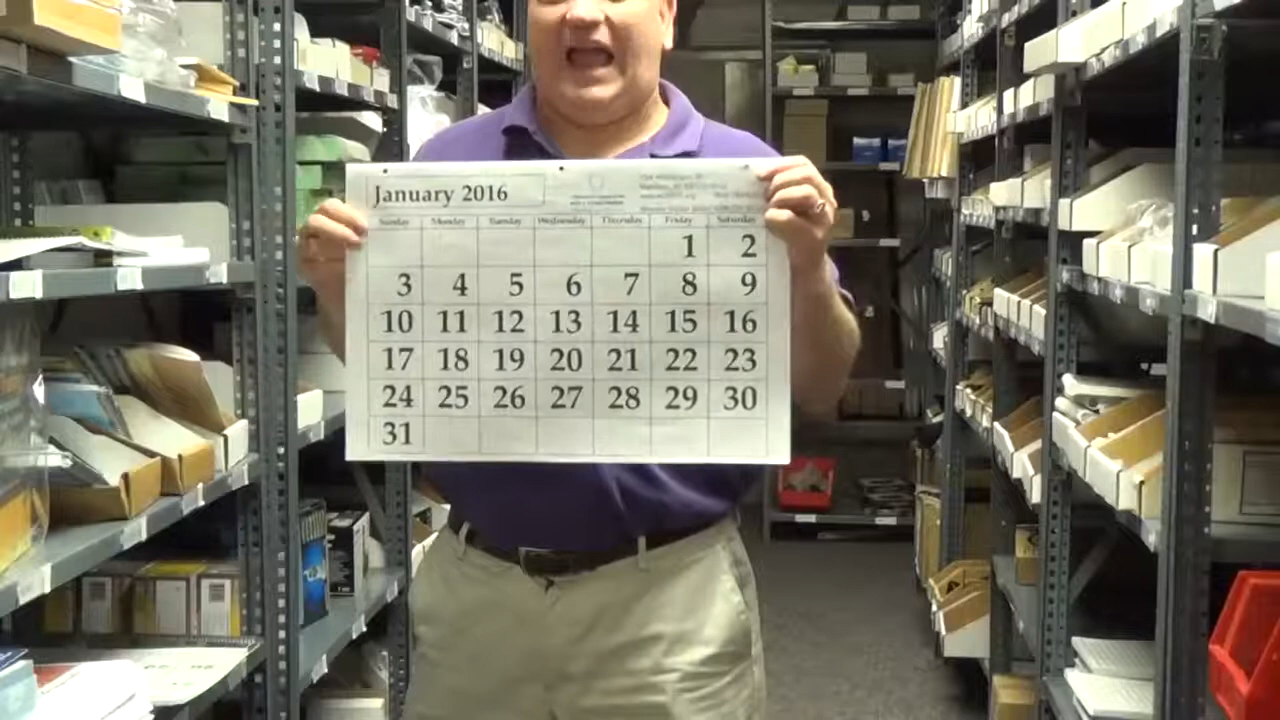 January 2016
Sunday Monday Tuesday Wednesday Thursday Friday Saturday
1 2
3 4 5 6 7 8 9
10 11 12 13 14 15 16
17 18 19 20 21 22 23
24 25 26 27 28 29 30
31